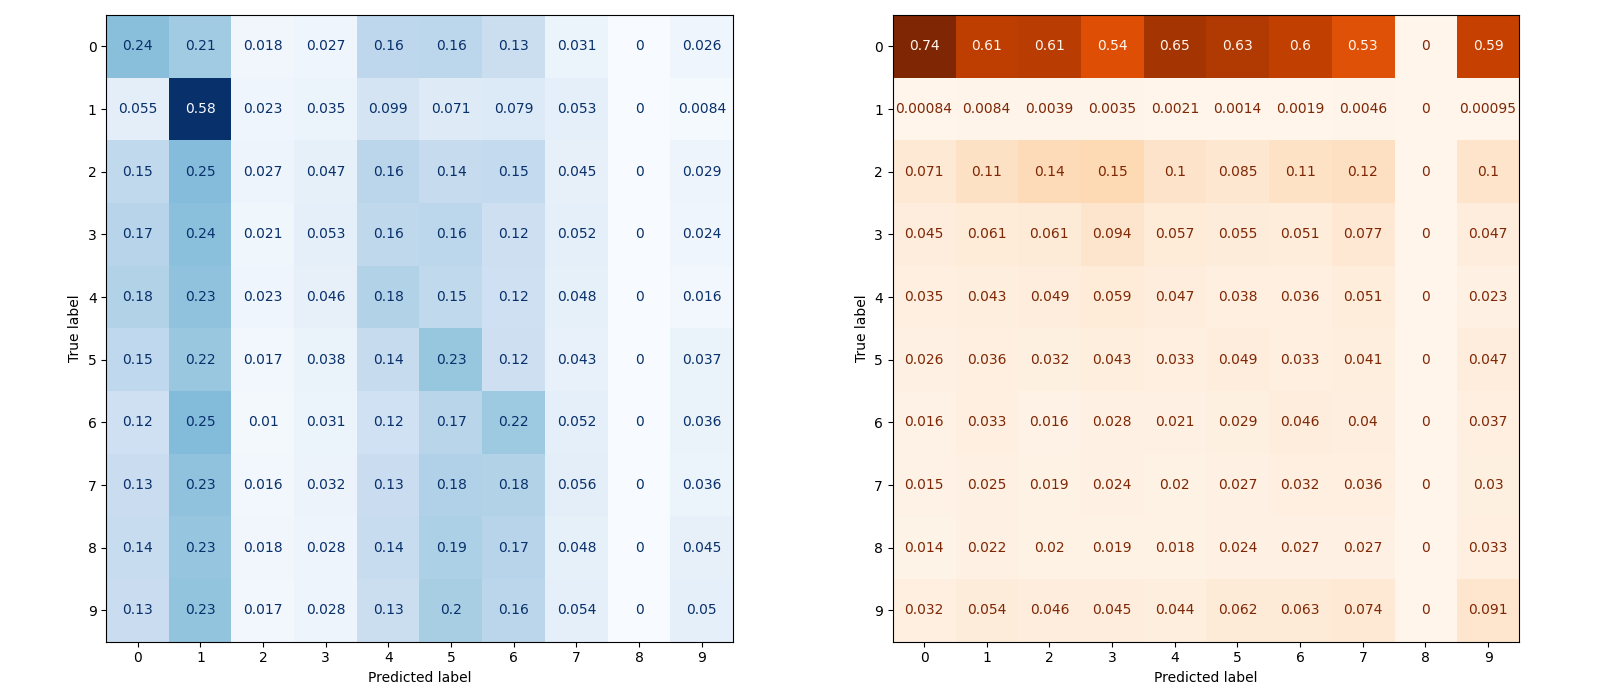 0 0.24 0.21 0.018 0.027 0.16 0.16 0.13 0.031 0 0.026
1 0.055 0.58 0.023 0.035 0.099 0.071 0.079 0.053 0 0.0084
2 0.15 0.25 0.027 0.047 0.16 0.14 0.15 0.045 0 0.029
3 0.17 0.24 0.021 0.053 0.16 0.16 0.12 0.052 0 0.024
4 0.18 0.23 0.023 0.046 0.18 0.15 0.12 0.048 0 0.016
5 0.15 0.22 0.017 0.038 0.14 0.23 0.12 0.043 0 0.037
6 0.12 0.25 0.01 0.031 0.12 0.17 0.22 0.052 0 0.036
7 0.13 0.23 0.016 0.032 0.13 0.18 0.18 0.056 0 0.036
8 0.14 0.23 0.018 0.028 0.14 0.19 0.17 0.048 0 0.045
9 0.13 0.23 0.017 0.028 0.13 0.2 0.16 0.054 0 0.05
0 1 2 3 4 5 6 7 8 9
Predicted label
True label
0 0.74 0.61 0.61 0.54 0.65 0.63 0.6 0.53 0 0.59
1 0.00084 0.0084 0.0039 0.0035 0.0021 0.0014 0.0019 0.0046 0 0.00095
2 0.071 0.11 0.14 0.15 0.1 0.085 0.11 0.12 0 0.1
3 0.045 0.061 0.061 0.094 0.057 0.055 0.051 0.077 0 0.047
4 0.035 0.043 0.049 0.059 0.047 0.038 0.036 0.051 0 0.023
5 0.026 0.036 0.032 0.043 0.033 0.049 0.033 0.041 0 0.047
6 0.016 0.033 0.016 0.028 0.021 0.029 0.046 0.04 0 0.037
7 0.015 0.025 0.019 0.024 0.02 0.027 0.032 0.036 0 0.03
8 0.014 0.022 0.02 0.019 0.018 0.024 0.027 0.027 0 0.033
9 0.032 0.054 0.046 0.045 0.044 0.062 0.063 0.074 0 0.091
0 1 2 3 4 5 6 7 8 9
Predicted label
True label